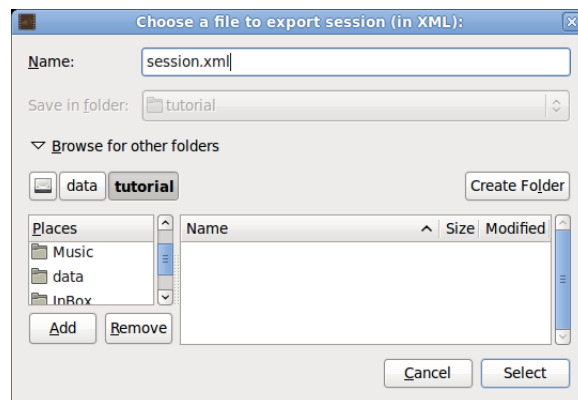 Choose a file to export session (in XML):
Name: session.xml
Save in folder: tutorial
Browse for other folders
data tutorial Create Folder
Places Name Size Modified
Music
data
InBox
Add Remove
Cancel Select